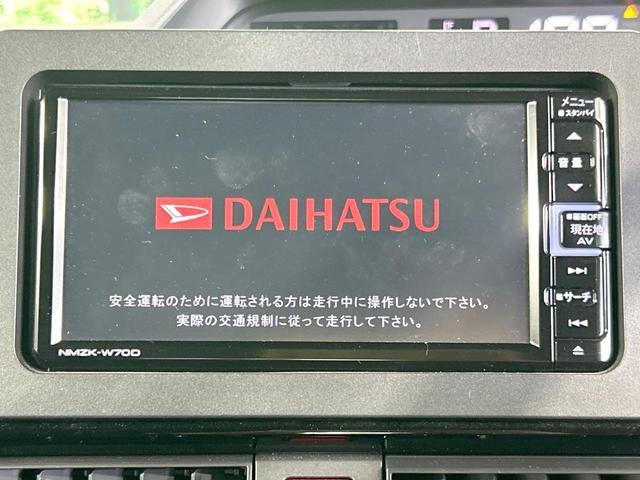 メニュー
スタンバイ
音量
画面OFF
現在地
AV
サーチ
DAIHATSU
安全運転のために運転される方は走行中に操作しないで下さい。
実際の交通規制に従って走行して下さい。
NMZK-W70D